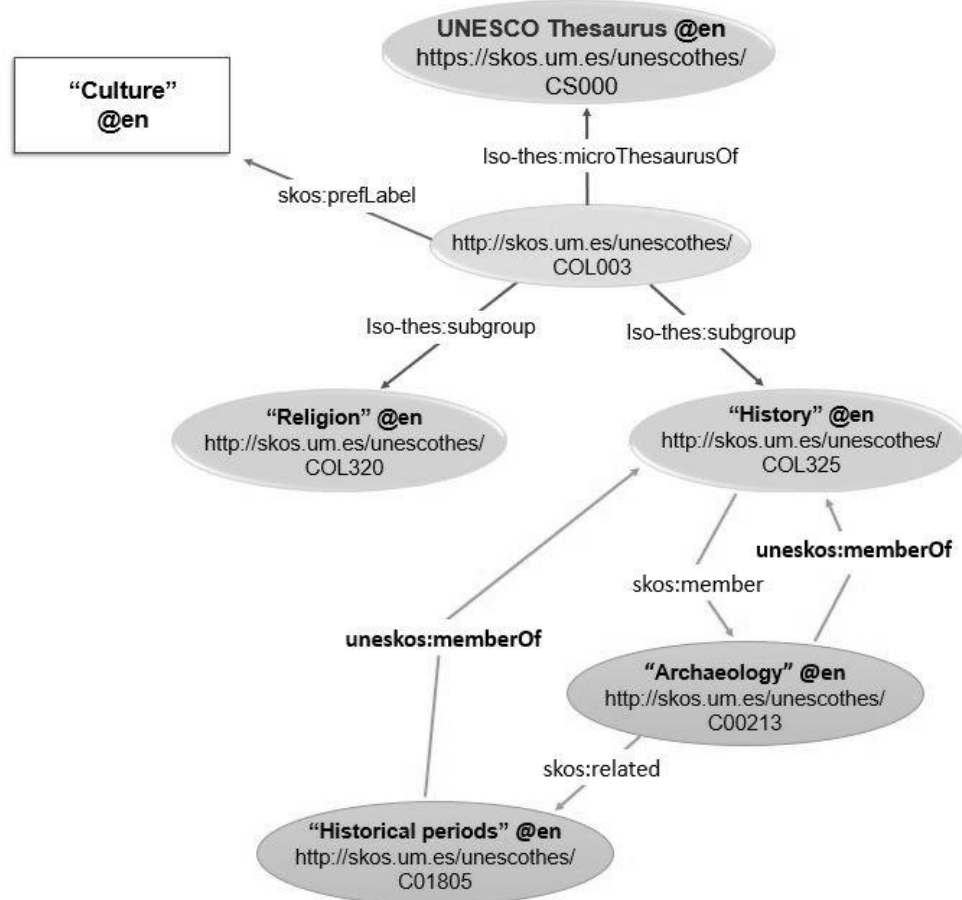 UNESCO Thesaurus @en
https://skos.um.es/unescothes/
CS000
“Culture”
@en
Iso-thes:microThesaurusOf
skos:prefLabel
http://skos.um.es/unescothes/
COL003
Iso-thes:subgroup
Iso-thes:subgroup
“Religion” @en
http://skos.um.es/unescothes/
COL320
“History” @en
http://skos.um.es/unescothes/
COL325
uneskos:memberOf
skos:member
uneskos:memberOf
“Archaeology” @en
http://skos.um.es/unescothes/
C00213
skos:related
“Historical periods” @en
http://skos.um.es/unescothes/
C01805